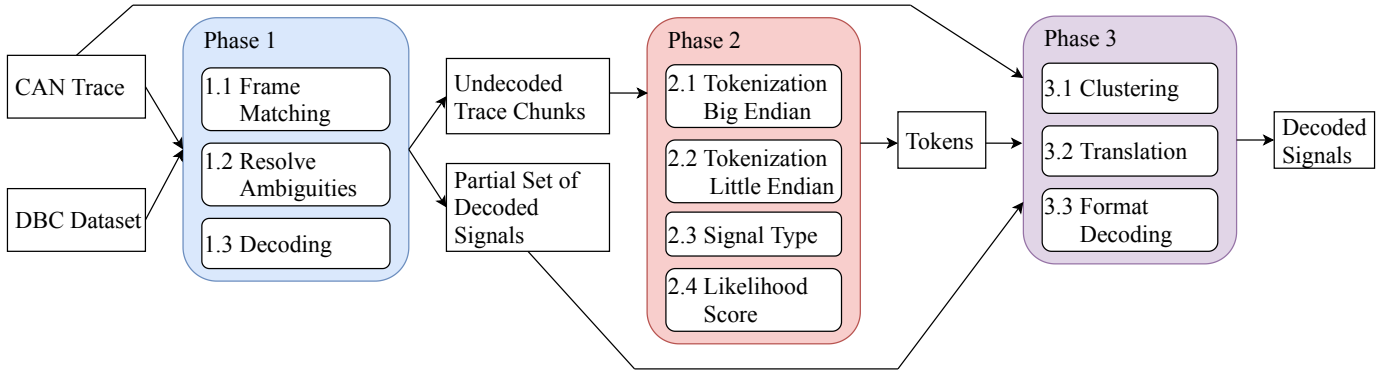 CAN Trace
DBC Dataset
Phase 1
1.1 Frame
Matching
1.2 Resolve
Ambiguities
1.3 Decoding
Undecoded
Trace Chunks
Partial Set of
Decoded
Signals
Phase 2
2.1 Tokenization
Big Endian
2.2 Tokenization
Little Endian
2.3 Signal Type
2.4 Likelihood
Score
Tokens
Phase 3
3.1 Clustering
3.2 Translation
3.3 Format
Decoding
Decoded
Signals